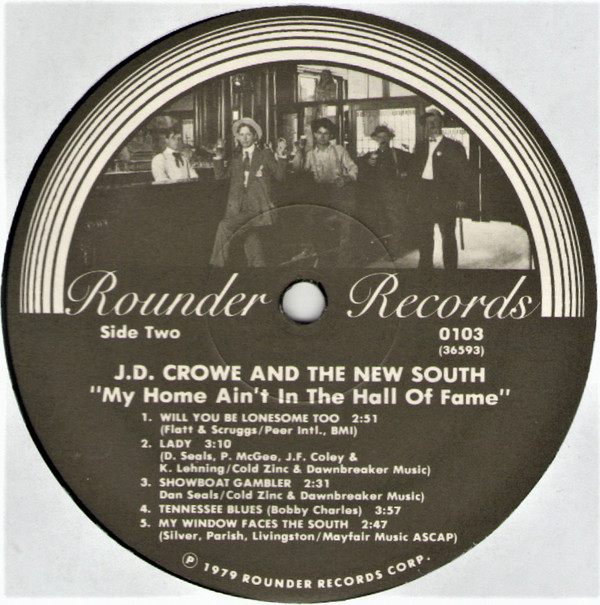 Rounder Records
Side Two
0103
(36593)
J.D. CROWE AND THE NEW SOUTH
"My Home Ain't In The Hall Of Fame"
1. WILL YOU BE LONESOME TOO 2:51
(Flatt & Scruggs/Peer Intl., BMI)
2. LADY 3:10
(D. Seals, P. McGee, J.F. Coley &
K. Lehning/Cold Zinc & Dawnbreaker Music)
3. SHOWBOAT GAMBLER 2:31
Dan Seals/Cold Zinc & Dawnbreaker Music)
4. TENNESSEE BLUES (Bobby Charles) 3:57
5. MY WINDOW FACES THE SOUTH 2:47
(Silver, Parish, Livingston/Mayfair Music ASCAP)
℗ 1979 ROUNDER RECORDS CORP.